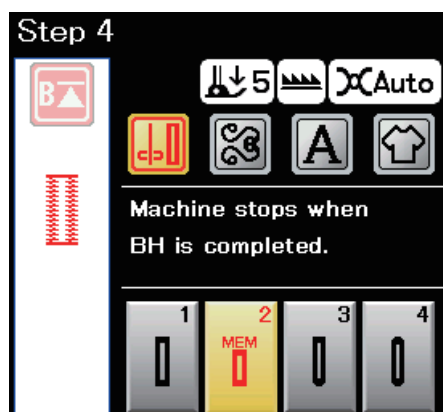 Step 4
B
5 Auto
A
Machine stops when
BH is completed.
1 2 3 4
MEM